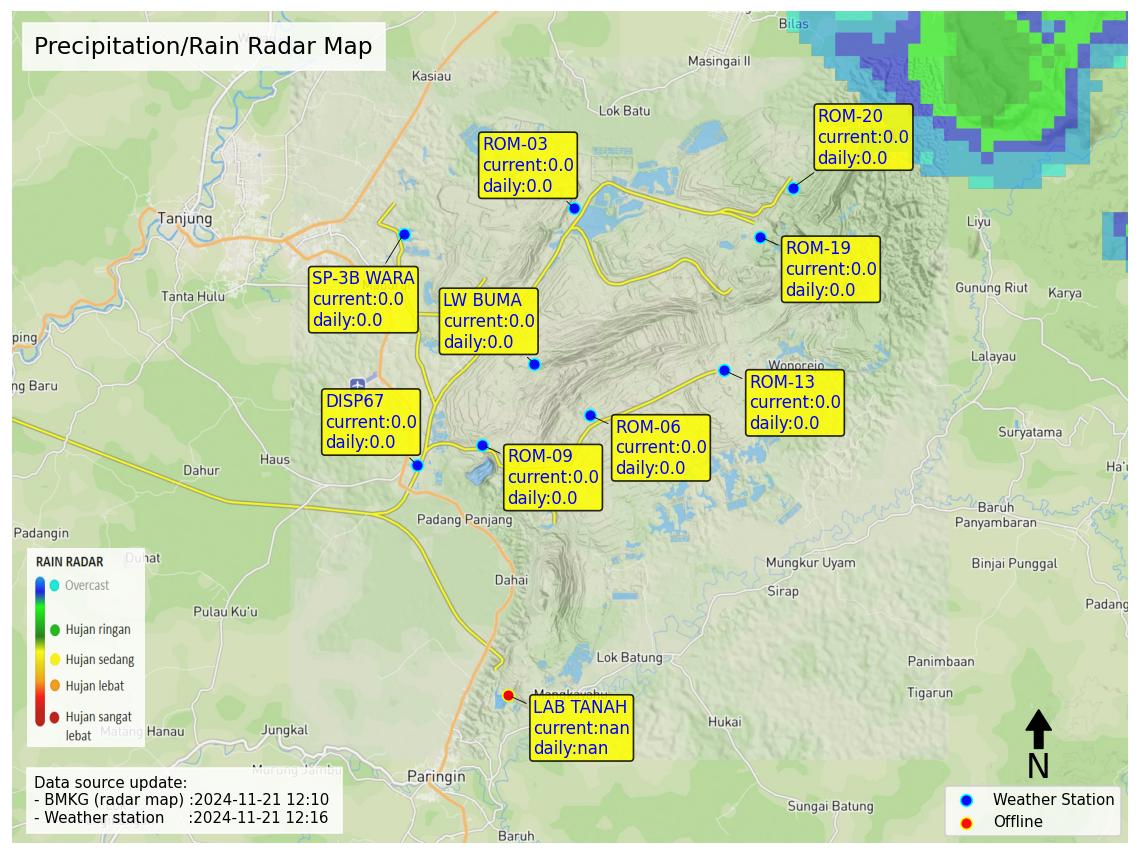 Precipitation/Rain Radar Map
Bilas
Masingai II
Kasiau
Lok Batu
ROM-20
current:0.0
daily:0.0
ROM-03
current:0.0
daily:0.0
Tanjung
Liyu
ROM-19
current:0.0
daily:0.0
SP-3B WARA
current:0.0
daily:0.0
Tanta Hulu
LW BUMA
current:0.0
daily:0.0
Gunung Riut
Karya
ping
Lalayau
Wonorejo
ng Baru
ROM-13
current:0.0
daily:0.0
DISP67
current:0.0
daily:0.0
ROM-06
current:0.0
daily:0.0
Suryatama
ROM-09
current:0.0
daily:0.0
Haus
Dahur
Ha'u
Baruh
Panyambaran
Padang Panjang
Padangin
Duhat
Mungkur Uyam
Binjai Punggal
Dahai
Sirap
Padang
Pulau Ku'u
RAIN RADAR
Overcast
Hujan ringan
Hujan sedang
Hujan lebat
Hujan sangat
lebat
Lok Batung
Panimbaan
Tigarun
LAB TANAH
current:nan
daily:nan
Hukai
Matang Hanau
Jungkal
Murung Jambu
Paringin
Sungai Batung
Baruh
Data source update:
- BMKG (radar map) :2024-11-21 12:10
- Weather station :2024-11-21 12:16
N
Weather Station
Offline